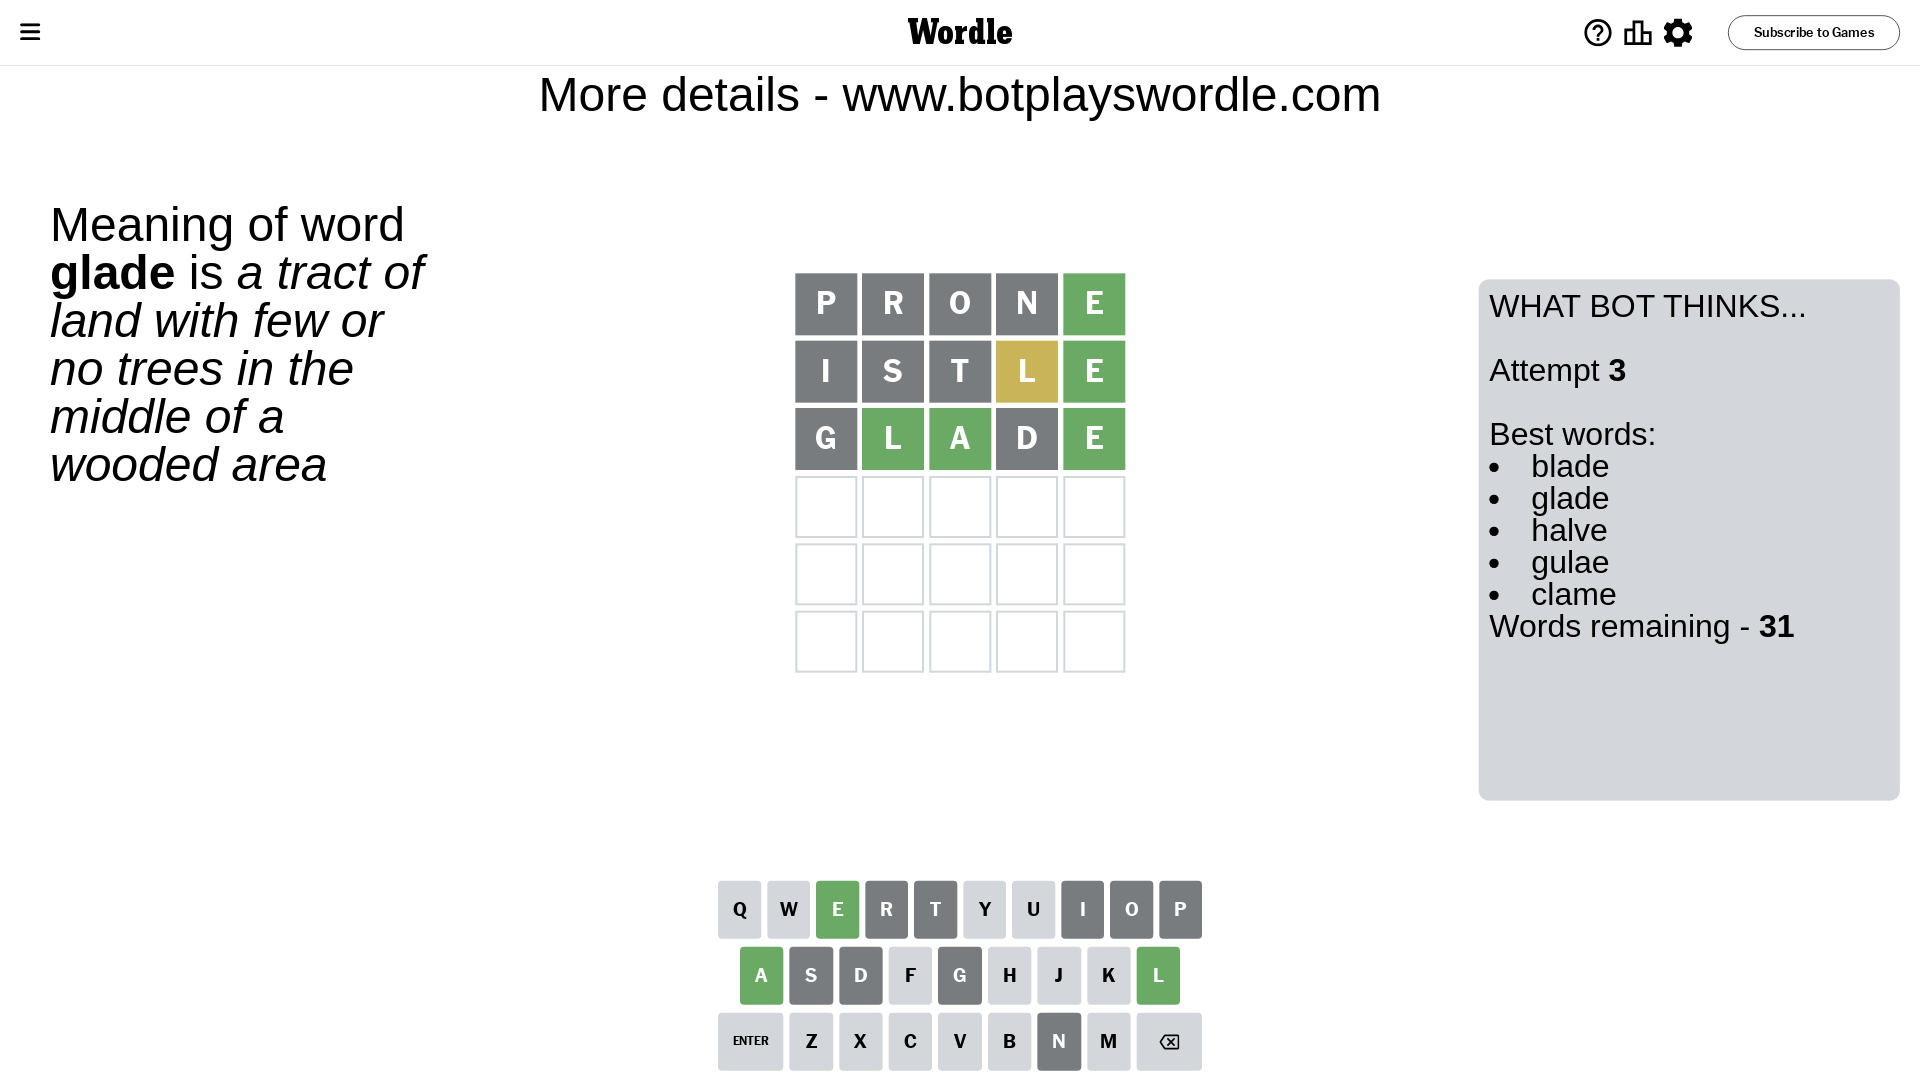 Wordle
Subscribe to Games
More details - www.botplayswordle.com
Meaning of word
glade is a tract of
land with few or
no trees in the
middle of a
wooded area
P R O N E
I S T L E
G L A D E
WHAT BOT THINKS...
Attempt 3
Best words:
• blade
• glade
• halve
• gulae
• clame
Words remaining - 31
Q W E R T Y U I O P
A S D F G H J K L
ENTER Z X C V B N M